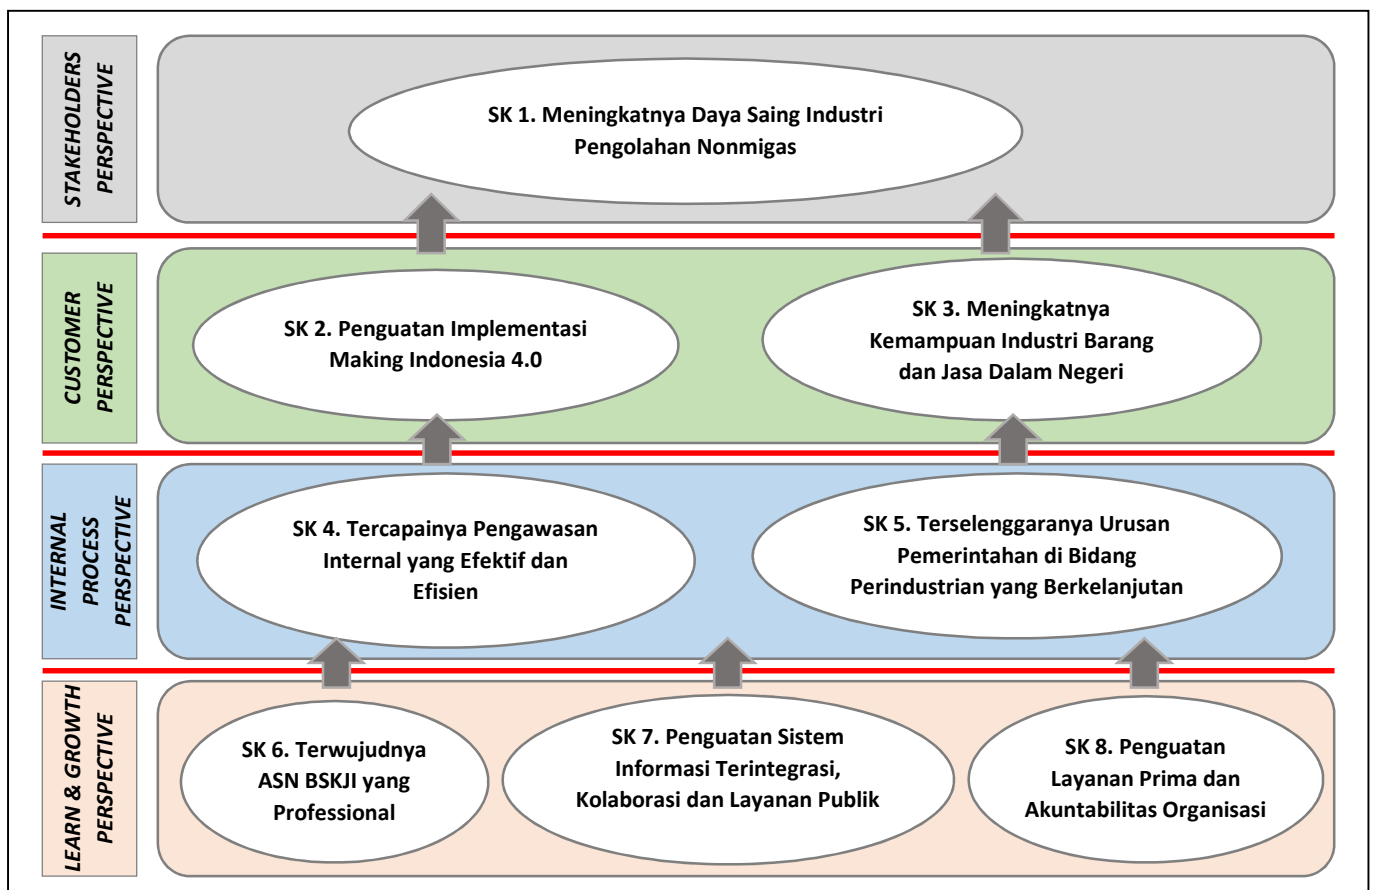 STAKEHOLDERS
PERSPECTIVE
SK 1. Meningkatnya Daya Saing Industri
Pengolahan Nonmigas
CUSTOMER
PERSPECTIVE
SK 2. Penguatan Implementasi
Making Indonesia 4.0
SK 3. Meningkatnya
Kemampuan Industri Barang
dan Jasa Dalam Negeri
INTERNAL
PROCESS
PERSPECTIVE
SK 4. Tercapainya Pengawasan
Internal yang Efektif dan
Efisien
SK 5. Terselenggaranya Urusan
Pemerintahan di Bidang
Perindustrian yang Berkelanjutan
LEARN & GROWTH
PERSPECTIVE
SK 6. Terwujudnya
ASN BSKJI yang
Professional
SK 7. Penguatan Sistem
Informasi Terintegrasi,
Kolaborasi dan Layanan Publik
SK 8. Penguatan
Layanan Prima dan
Akuntabilitas Organisasi